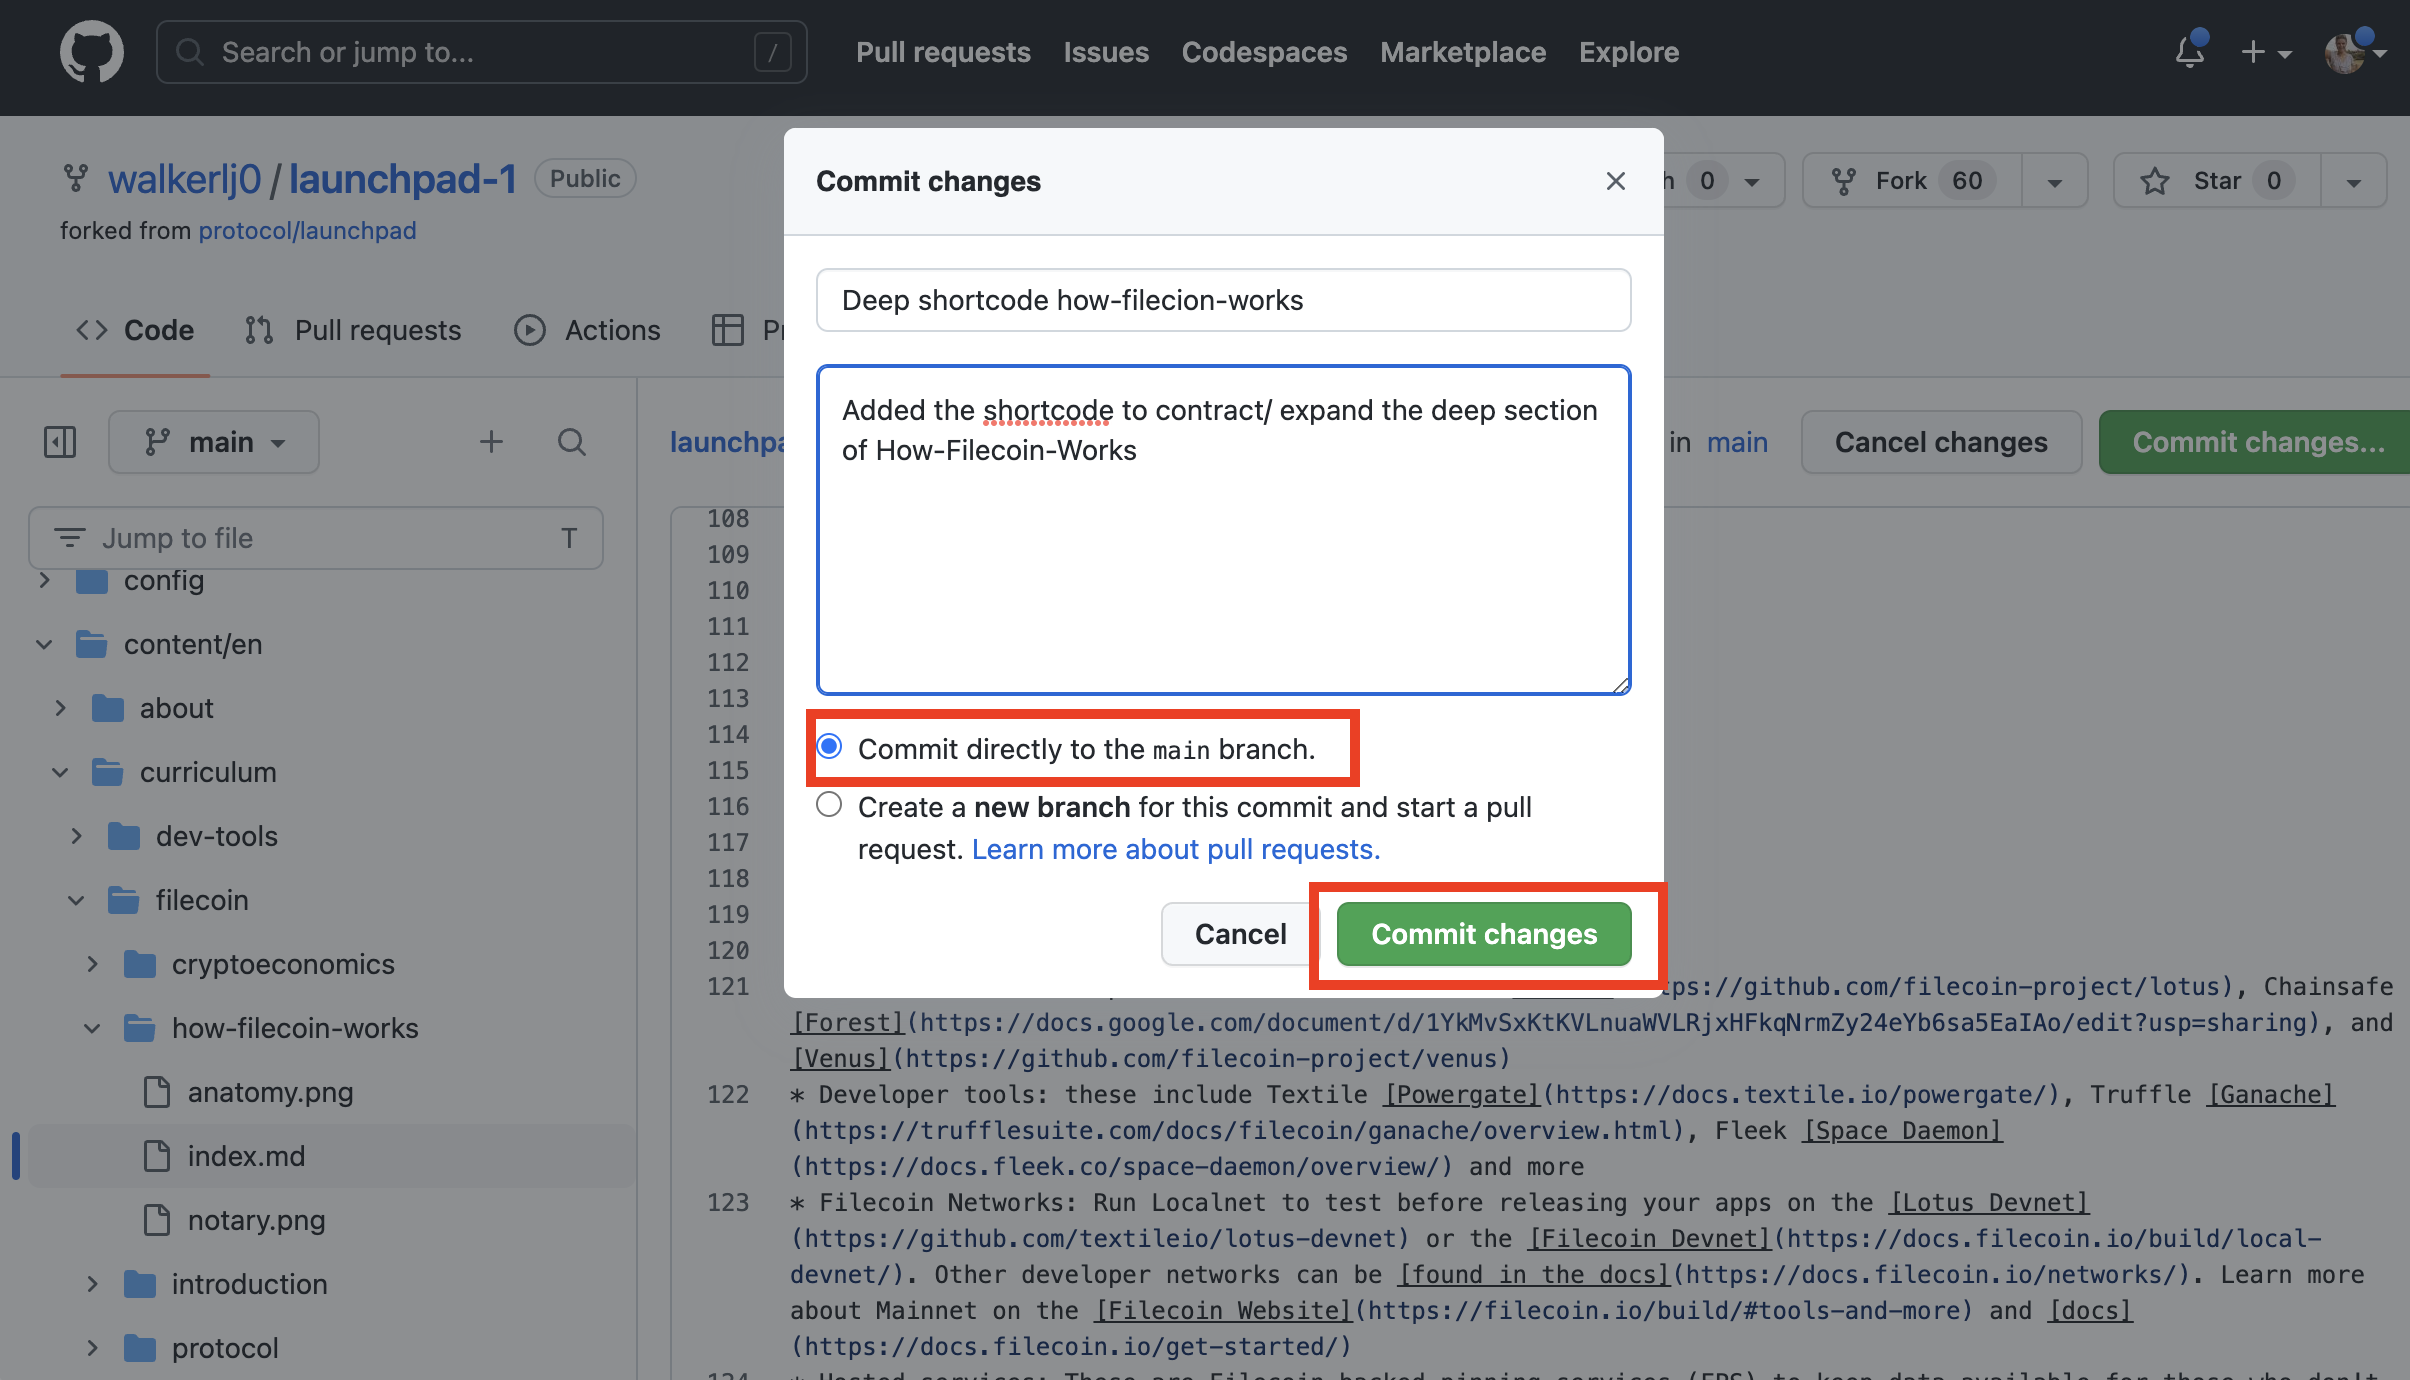 Search or jump to... /
Pull requests Issues Codespaces Marketplace Explore
walkerlj0 / launchpad-1 Public
forked from protocol/launchpad
0 Fork 60 Star 0
Code Pull requests Actions
Commit changes
Deep shortcode how-filecion-works
Added the shortcode to contract/ expand the deep section
of How-Filecoin-Works
Commit directly to the main branch.
Create a new branch for this commit and start a pull
request. Learn more about pull requests.
Cancel Commit changes
main
Jump to file T
config
content/en
about
curriculum
dev-tools
filecoin
cryptoeconomics
how-filecoin-works
anatomy.png
index.md
notary.png
introduction
protocol
in main Cancel changes Commit changes...
108
109
110
111
112
113
114
115
116
117
118
119
120
121 tps://github.com/filecoin-project/lotus), Chainsafe
[Forest](https://docs.google.com/document/d/1YkMvSxKtKVLnuaWVLRjxHFkqNrmZy24eYb6sa5EaIAo/edit?usp=sharing), and
[Venus](https://github.com/filecoin-project/venus)
122 * Developer tools: these include Textile [Powergate](https://docs.textile.io/powergate/), Truffle [Ganache]
(https://trufflesuite.com/docs/filecoin/ganache/overview.html), Fleek [Space Daemon]
(https://docs.fleek.co/space-daemon/overview/) and more
123 * Filecoin Networks: Run Localnet to test before releasing your apps on the [Lotus Devnet]
(https://github.com/textileio/lotus-devnet) or the [Filecoin Devnet](https://docs.filecoin.io/build/local-
devnet/). Other developer networks can be [found in the docs](https://docs.filecoin.io/networks/). Learn more
about Mainnet on the [Filecoin Website](https://filecoin.io/build/#tools-and-more) and [docs]
(https://docs.filecoin.io/get-started/)